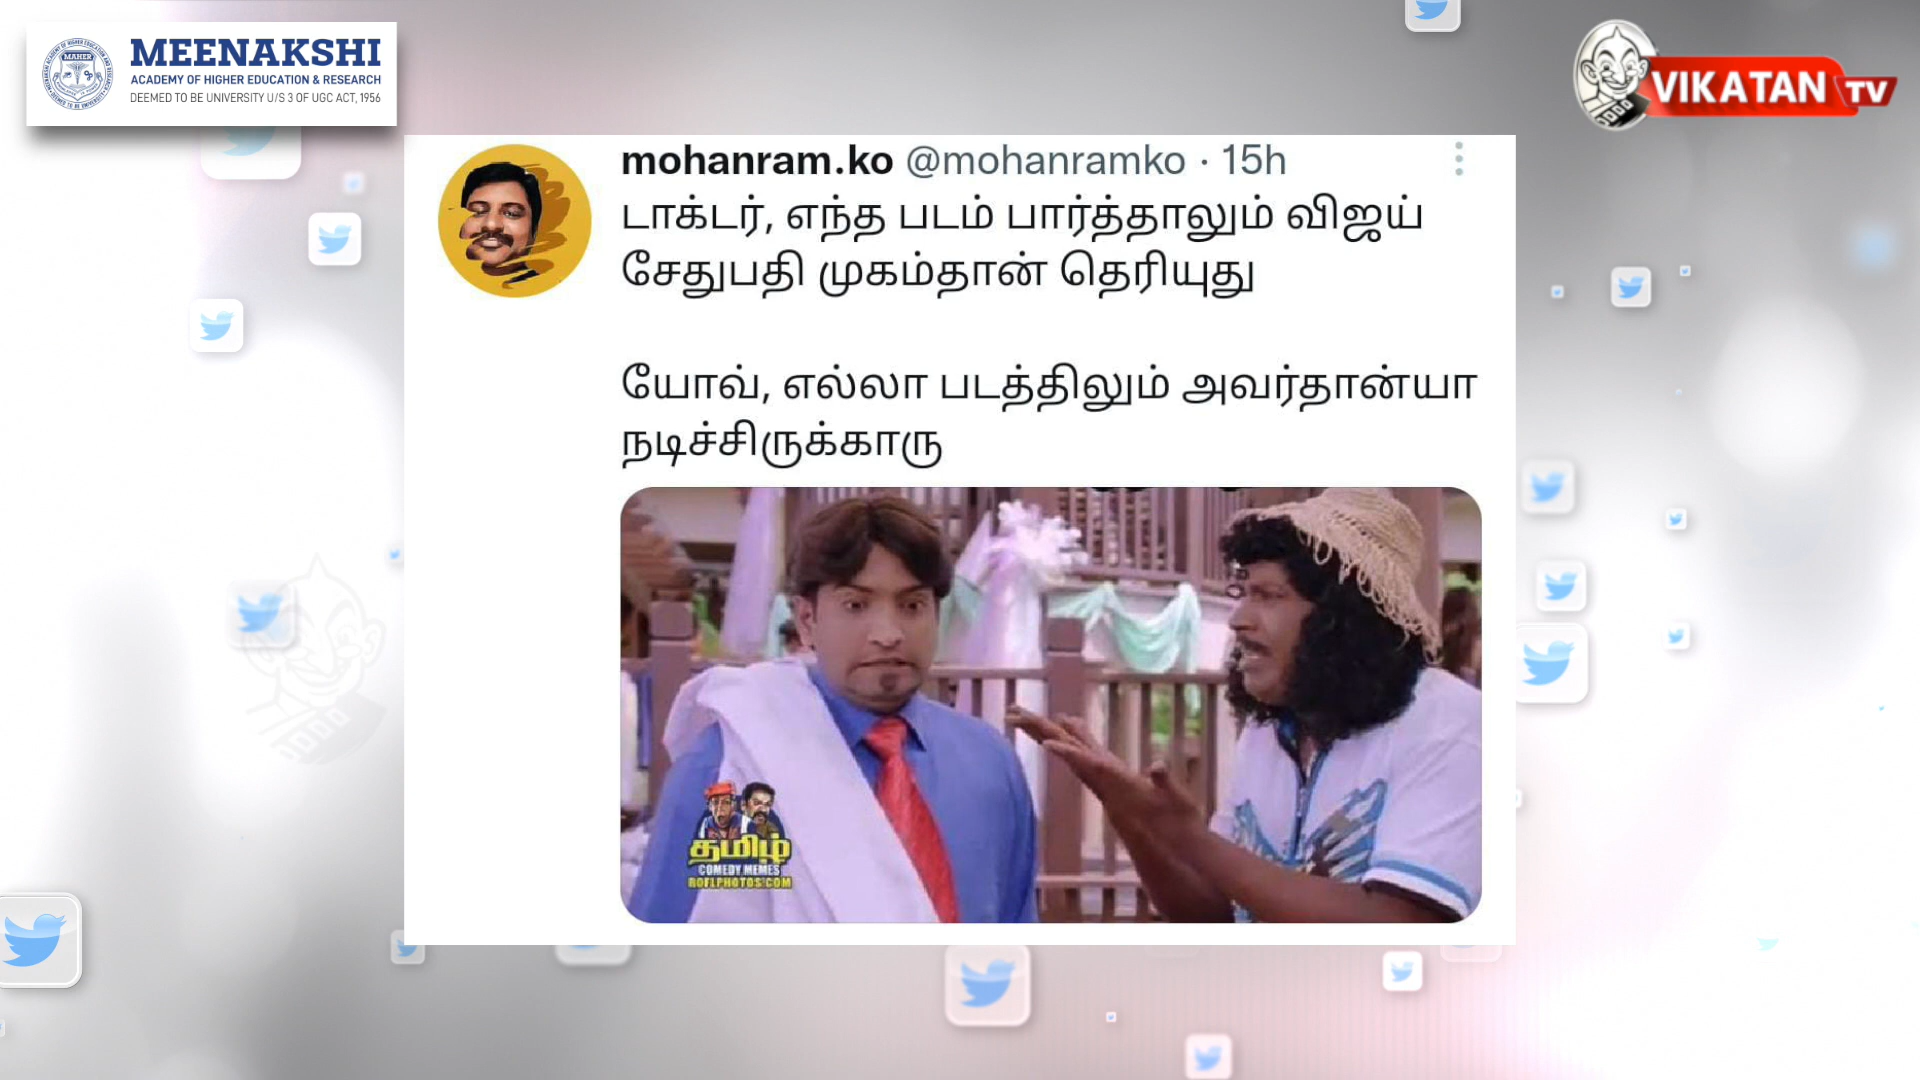 MEENAKSHI
ACADEMY OF HIGHER EDUCATION & RESEARCH
DEEMED TO BE UNIVERSITY U/S 3 OF UGC ACT, 1956
MAHER
VIKATAN TV
mohanram.ko @mohanramko · 15h
டாக்டர், எந்த படம் பார்த்தாலும் விஜய்
சேதுபதி முகம்தான் தெரியுது
யோவ், எல்லா படத்திலும் அவர்தான்யா
நடிச்சிருக்காரு
தமிழ்
COMEDY MEMES
ROFLPHOTOS.COM